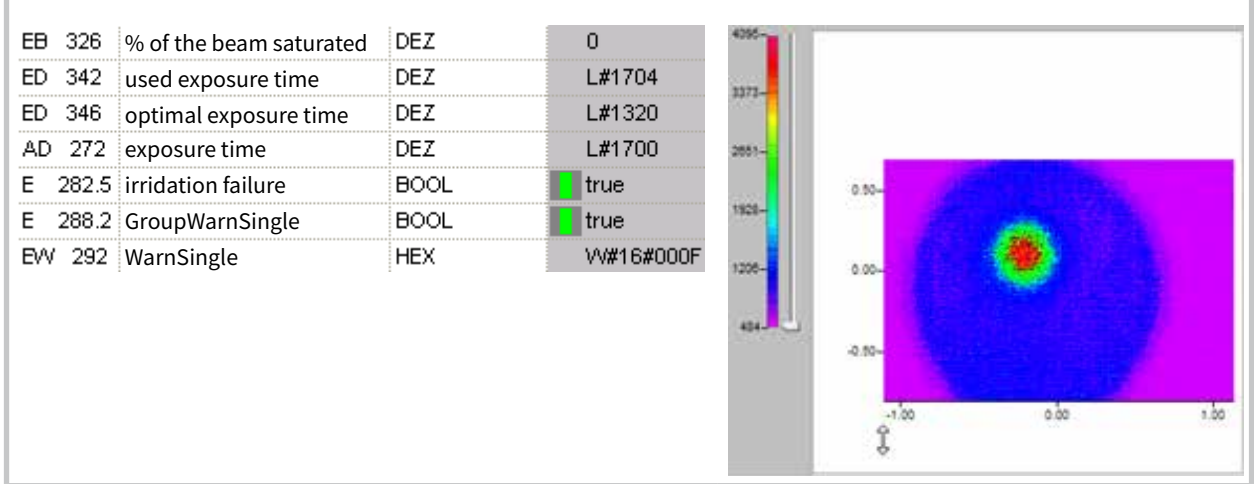 EB 326 % of the beam saturated DEZ 0
ED 342 used exposure time DEZ L#1704
ED 346 optimal exposure time DEZ L#1320
AD 272 exposure time DEZ L#1700
E 282.5 irridation failure BOOL true
E 288.2 GroupWarnSingle BOOL true
EW 292 WarnSingle HEX W#16#000F
4095
3373
2651
1928
1206
484
0.50
0.00
-0.50
-1.00 0.00 1.00